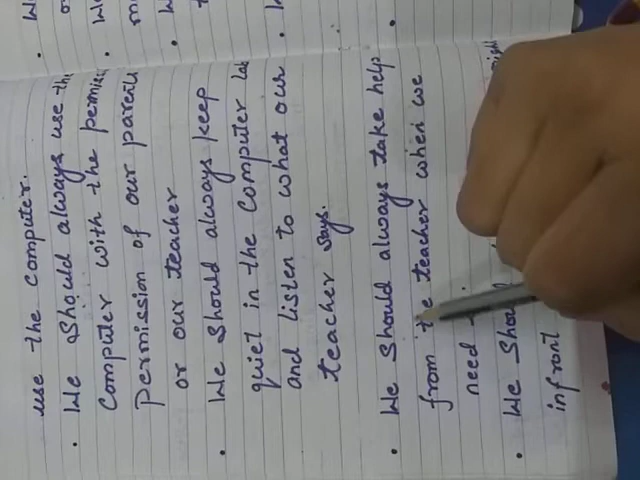 use the computer.
• We should always use the
computer with the permissi
permission of our parents
or our teacher
• We should always keep
quiet in the computer lab
and listen to what our
teacher says.
• We should always take help
from the teacher when we
need
• We Shou
infront